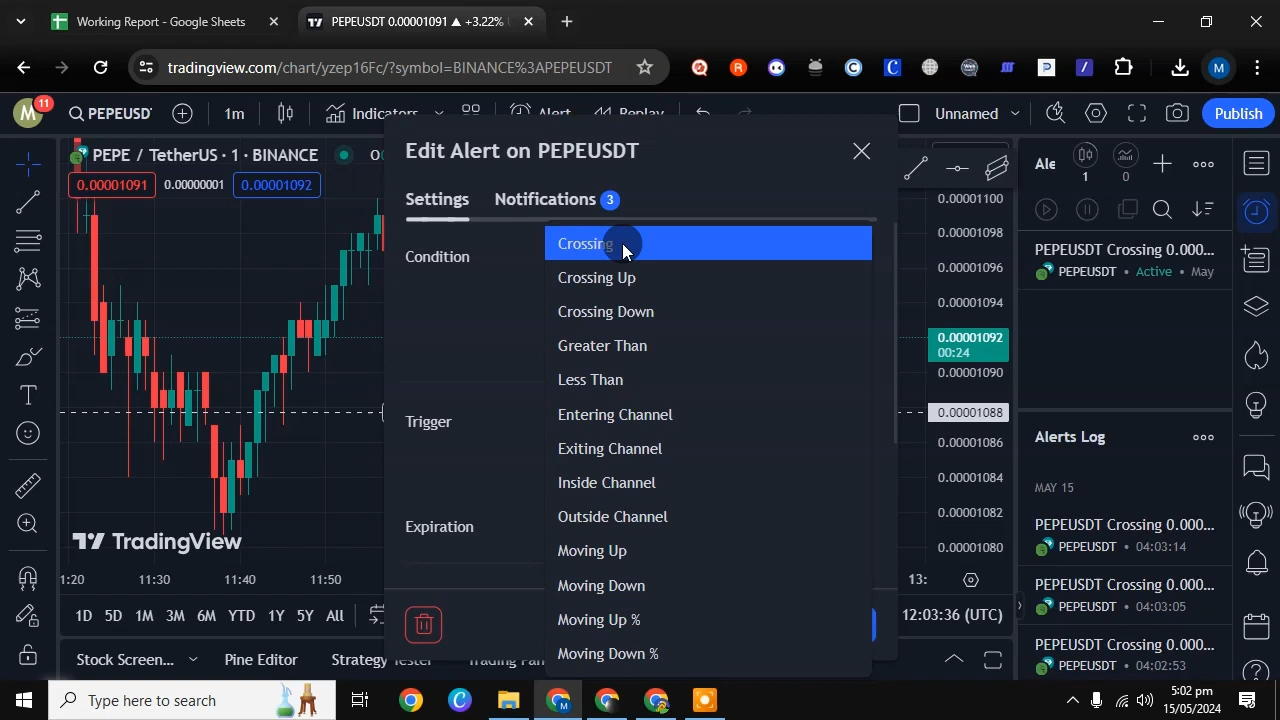 Working Report - Google Sheets
PEPEUSDT 0.00001091 ▲ +3.22%
tradingview.com/chart/yzep16Fc/?symbol=BINANCE%3APEPEUSDT
M
M
11
PEPEUSD
1m
Indicators
Alert
Replay
Unnamed
Publish
PEPE / TetherUS · 1 · BINANCE
0.00001091
0.00000001
0.00001092
Edit Alert on PEPEUSDT
Settings
Notifications 3
Condition
Crossing
Crossing Up
Crossing Down
Greater Than
Less Than
Entering Channel
Exiting Channel
Inside Channel
Outside Channel
Moving Up
Moving Down
Moving Up %
Moving Down %
Trigger
Expiration
0.00001100
0.00001098
0.00001096
0.00001094
0.00001092
00:24
0.00001090
0.00001088
0.00001086
0.00001084
0.00001082
0.00001080
Ale
1
0
PEPEUSDT Crossing 0.000...
PEPEUSDT • Active • May
Alerts Log
MAY 15
PEPEUSDT Crossing 0.000...
PEPEUSDT • 04:03:14
PEPEUSDT Crossing 0.000...
PEPEUSDT • 04:03:05
PEPEUSDT Crossing 0.000...
PEPEUSDT • 04:02:53
TradingView
1:20
11:30
11:40
11:50
13:
1D 5D 1M 3M 6M YTD 1Y 5Y All
12:03:36 (UTC)
Stock Screen...
Pine Editor
Strategy Tester
Trading Pan
Type here to search
5:02 pm
15/05/2024